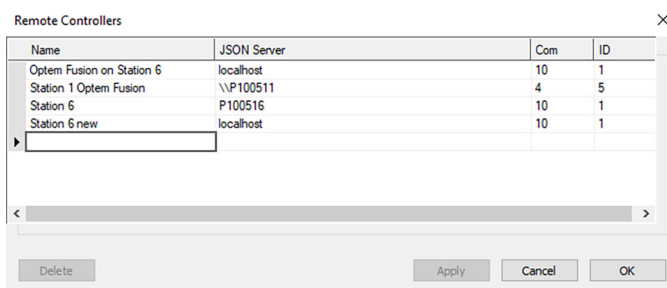 Remote Controllers
Name JSON Server Com ID
Optem Fusion on Station 6 localhost 10 1
Station 1 Optem Fusion \\P100511 4 5
Station 6 P100516 10 1
Station 6 new localhost 10 1
Delete Apply Cancel OK